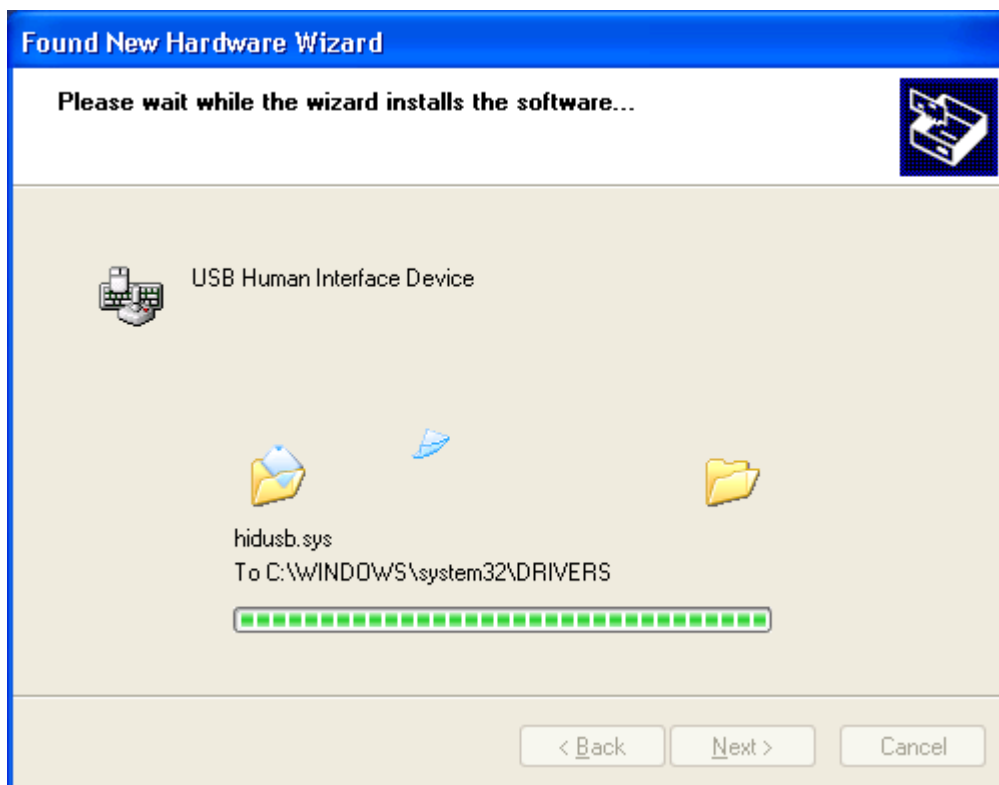 Found New Hardware Wizard
Please wait while the wizard installs the software...
USB Human Interface Device
hidusb.sys
To C:\WINDOWS\system32\DRIVERS
< Back
Next >
Cancel